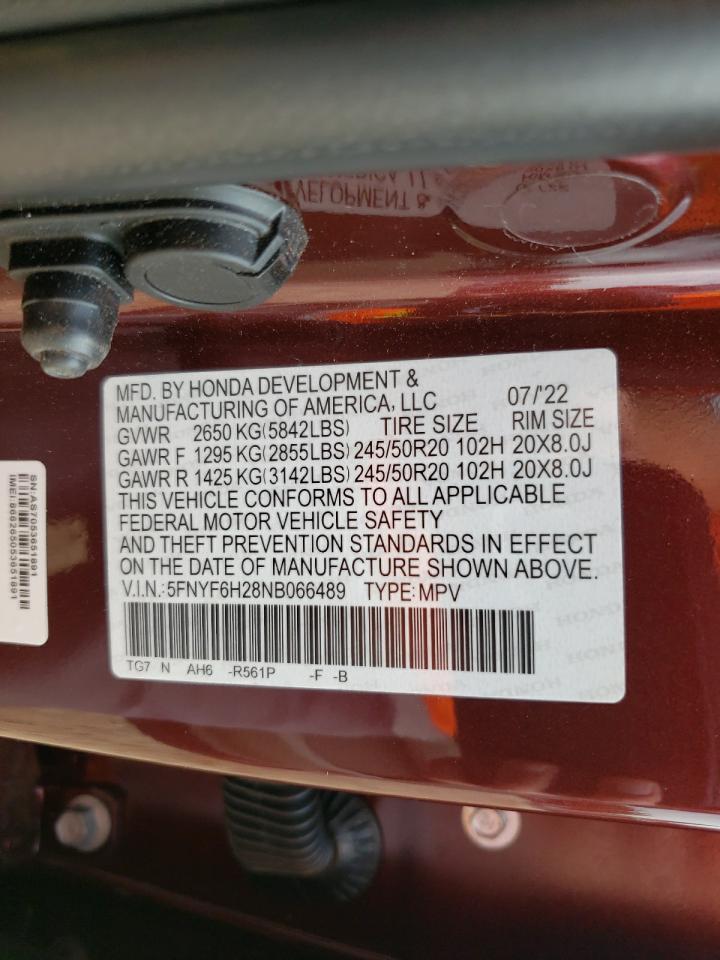 MFD. BY HONDA DEVELOPMENT &
MANUFACTURING OF AMERICA, LLC 07/'22
GVWR 2650 KG(5842LBS) TIRE SIZE RIM SIZE
GAWR F 1295 KG(2855LBS) 245/50R20 102H 20X8.0J
GAWR R 1425 KG(3142LBS) 245/50R20 102H 20X8.0J
THIS VEHICLE CONFORMS TO ALL APPLICABLE
FEDERAL MOTOR VEHICLE SAFETY
AND THEFT PREVENTION STANDARDS IN EFFECT
ON THE DATE OF MANUFACTURE SHOWN ABOVE.
V.I.N.:5FNYF6H28NB066489 TYPE:MPV
TG7 N AH6 -R561P -F -B
SN:AS7053651891